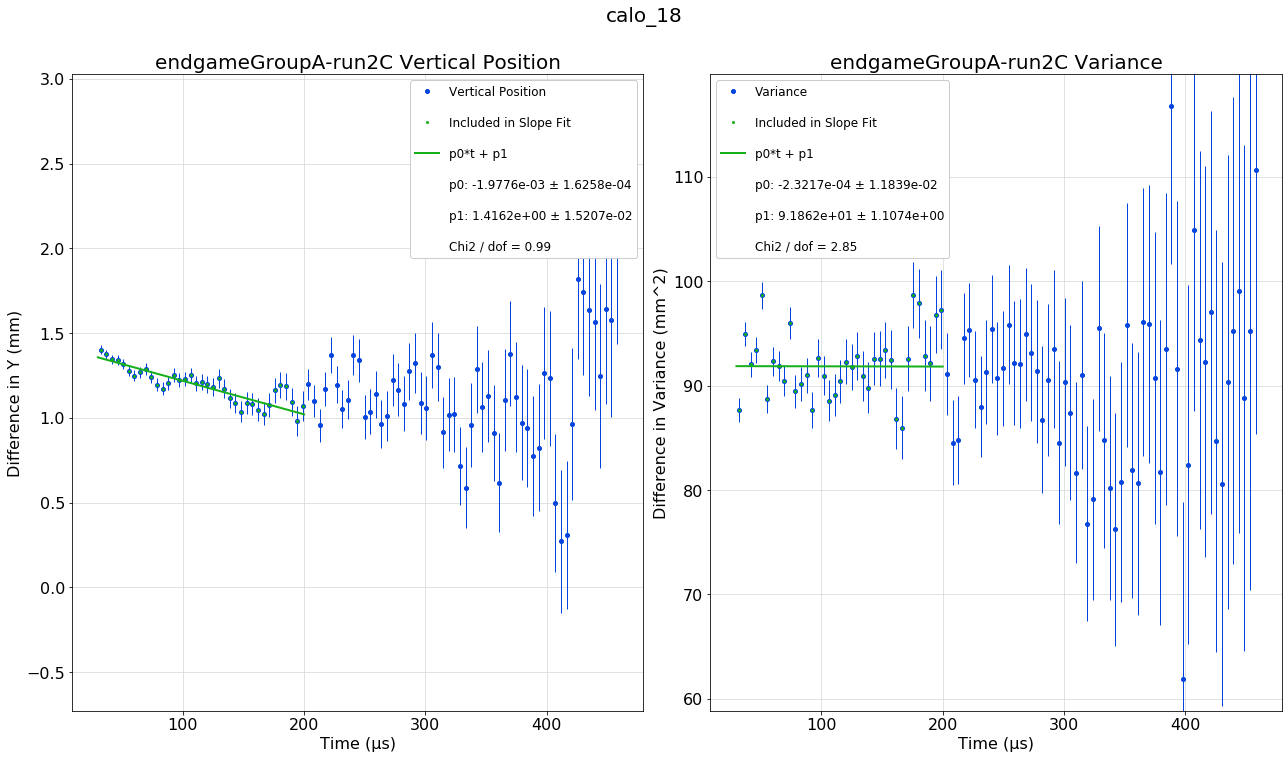 calo_18
endgameGroupA-run2C Vertical Position
Vertical Position
Included in Slope Fit
p0*t + p1
p0: -1.9776e-03 ± 1.6258e-04
p1: 1.4162e+00 ± 1.5207e-02
Chi2 / dof = 0.99
Difference in Y (mm)
3.0
2.5
2.0
1.5
1.0
0.5
0.0
−0.5
100 200 300 400
Time (μs)
endgameGroupA-run2C Variance
Variance
Included in Slope Fit
p0*t + p1
p0: -2.3217e-04 ± 1.1839e-02
p1: 9.1862e+01 ± 1.1074e+00
Chi2 / dof = 2.85
Difference in Variance (mm^2)
110
100
90
80
70
60
100 200 300 400
Time (μs)